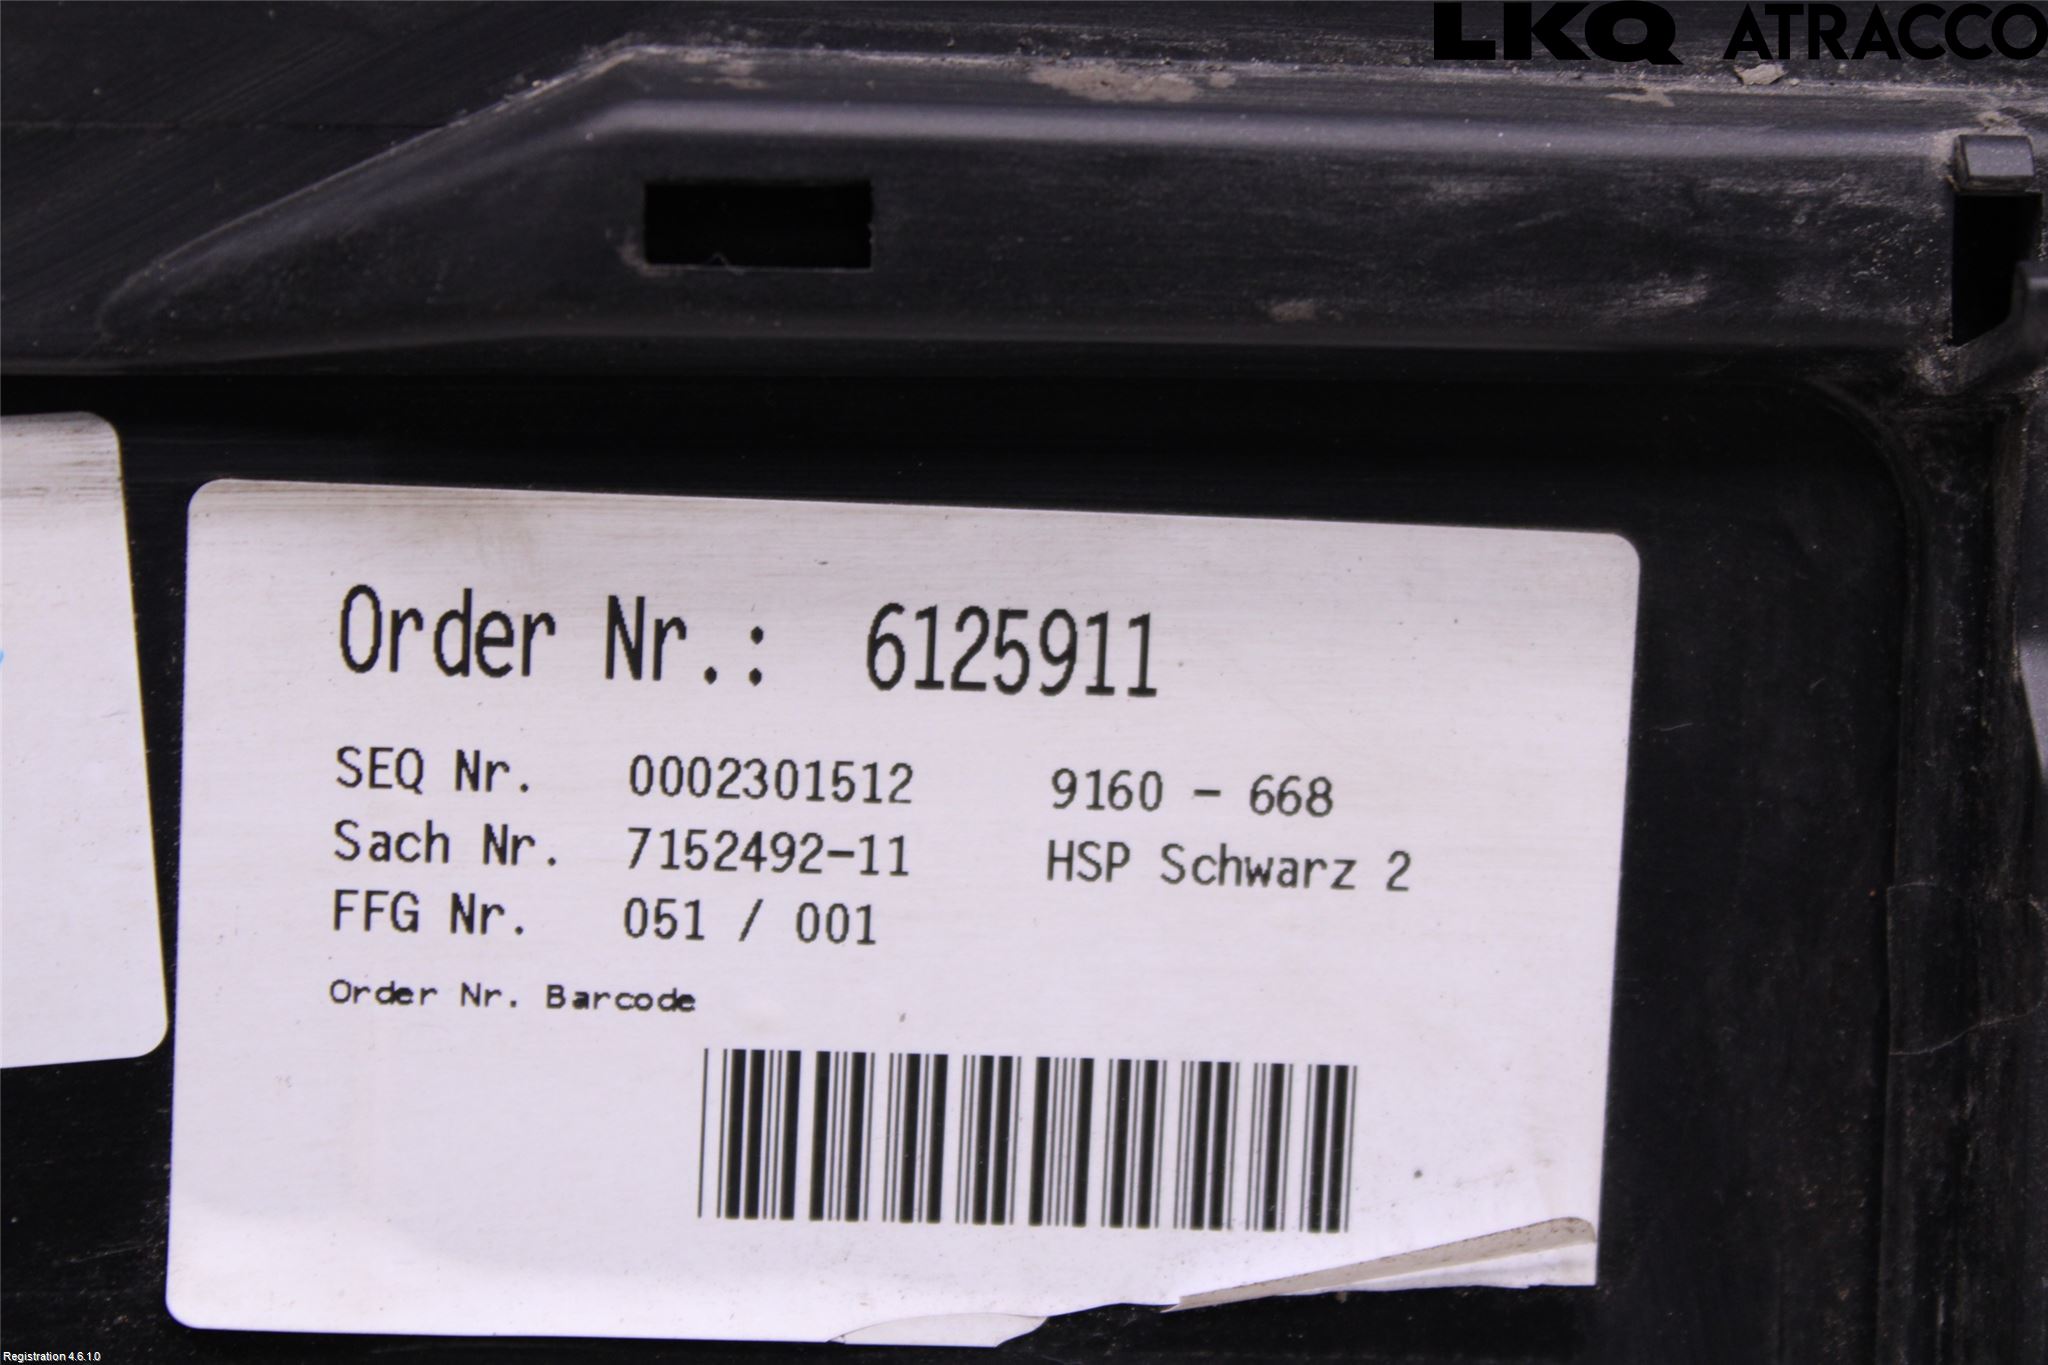 LKQ ATRACCO
Order Nr.: 6125911
SEQ Nr. 0002301512 9160 - 668
Sach Nr. 7152492-11 HSP Schwarz 2
FFG Nr. 051 / 001
Order Nr. Barcode
Registration 4.6.1.0